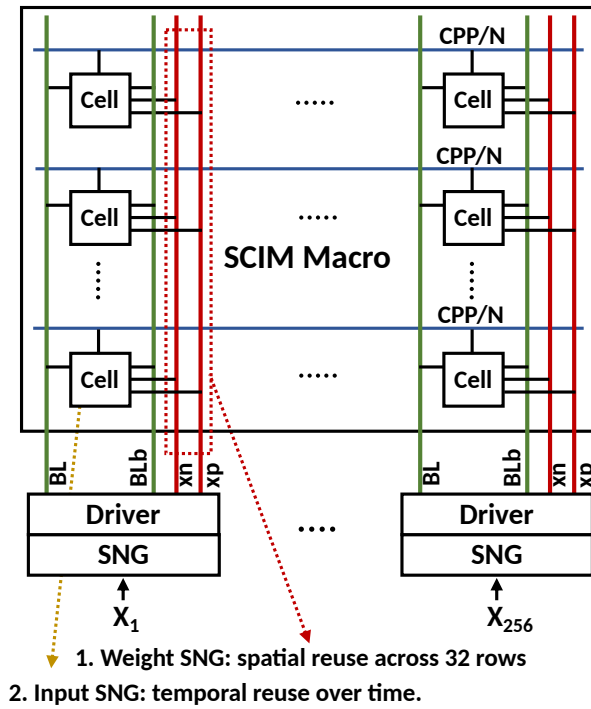 CPP/N
Cell ..... Cell
CPP/N
Cell ..... Cell
SCIM Macro
CPP/N
Cell ..... Cell
BL BLb xn xp BL BLb xn xp
Driver .... Driver
SNG SNG
X1 X256
1. Weight SNG: spatial reuse across 32 rows
2. Input SNG: temporal reuse over time.